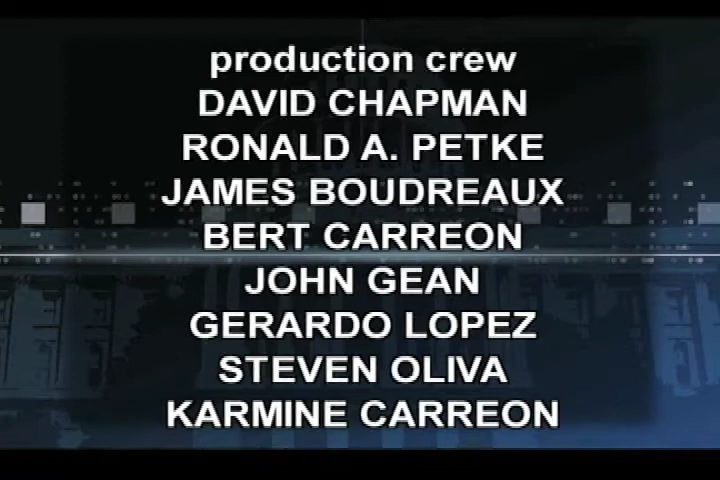 production crew
DAVID CHAPMAN
RONALD A. PETKE
JAMES BOUDREAUX
BERT CARREON
JOHN GEAN
GERARDO LOPEZ
STEVEN OLIVA
KARMINE CARREON